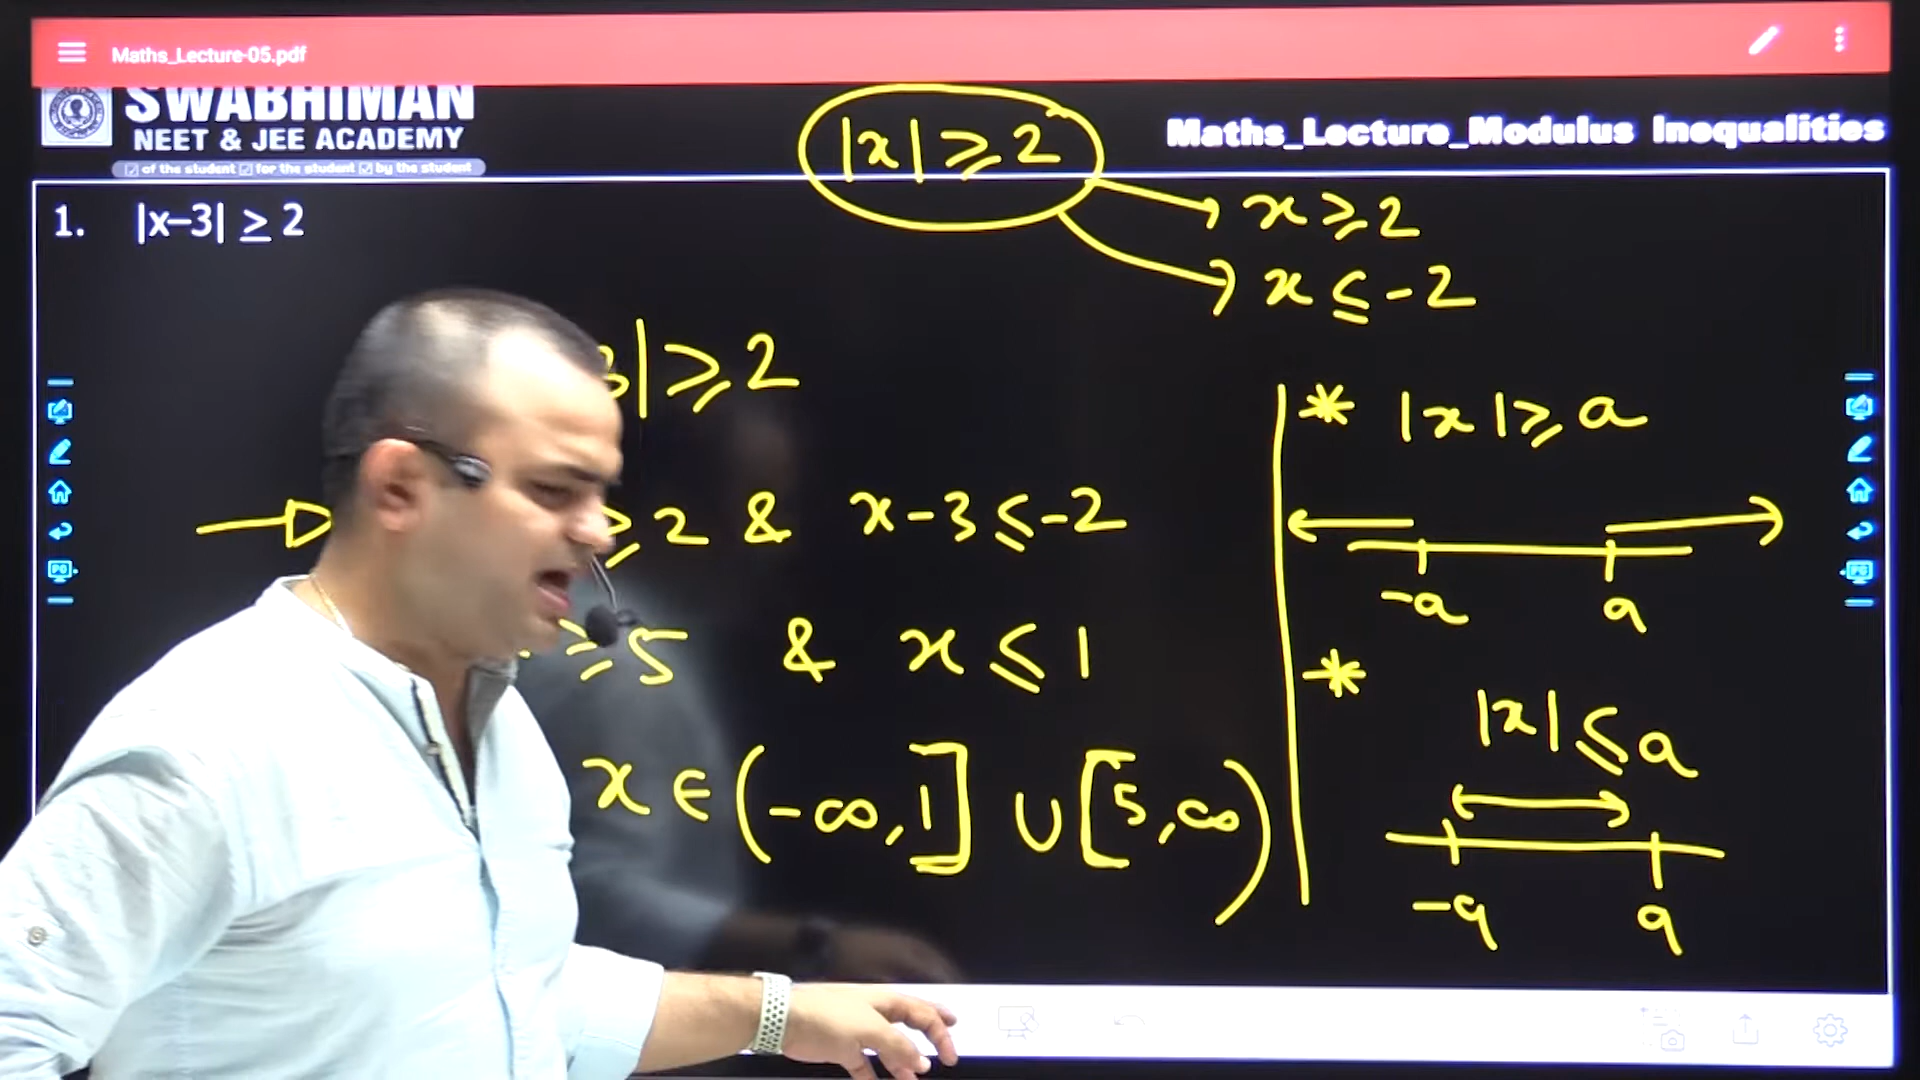 Maths_Lecture-05.pdf
SWABHIMAN
NEET & JEE ACADEMY
☑ of the student ☑ for the student ☑ by the student
Maths_Lecture_Modulus Inequalities
|x| ≥ 2
x ≥ 2
x ≤ -2
1. |x-3| ≥ 2
3| ≥ 2
≥ 2 & x-3 ≤ -2
≥ 5 & x ≤ 1
x ∈ (-∞, 1] ∪ [5, ∞)
* |x| ≥ a
-a a
* |x| ≤ a
-a a